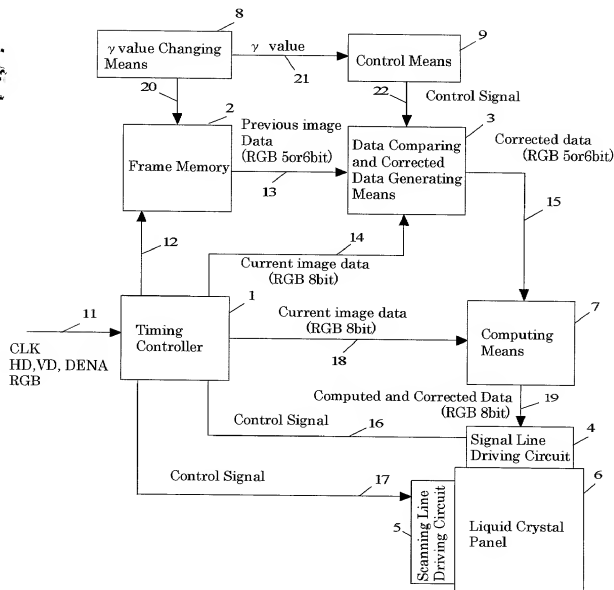 8
γ value Changing
Means
γ value
21
9
Control Means
20
22
Control Signal
2
Frame Memory
Previous image
Data
(RGB 5or6bit)
13
3
Data Comparing
and Corrected
Data Generating
Means
Corrected data
(RGB 5or6bit)
15
12
14
Current image data
(RGB 8bit)
11
CLK
HD,VD, DENA
RGB
1
Timing
Controller
Current image data
(RGB 8bit)
18
7
Computing
Means
Computed and Corrected Data
(RGB 8bit)
19
Control Signal
16
4
Signal Line
Driving Circuit
Control Signal
17
5
Scanning Line
Driving Circuit
6
Liquid Crystal
Panel